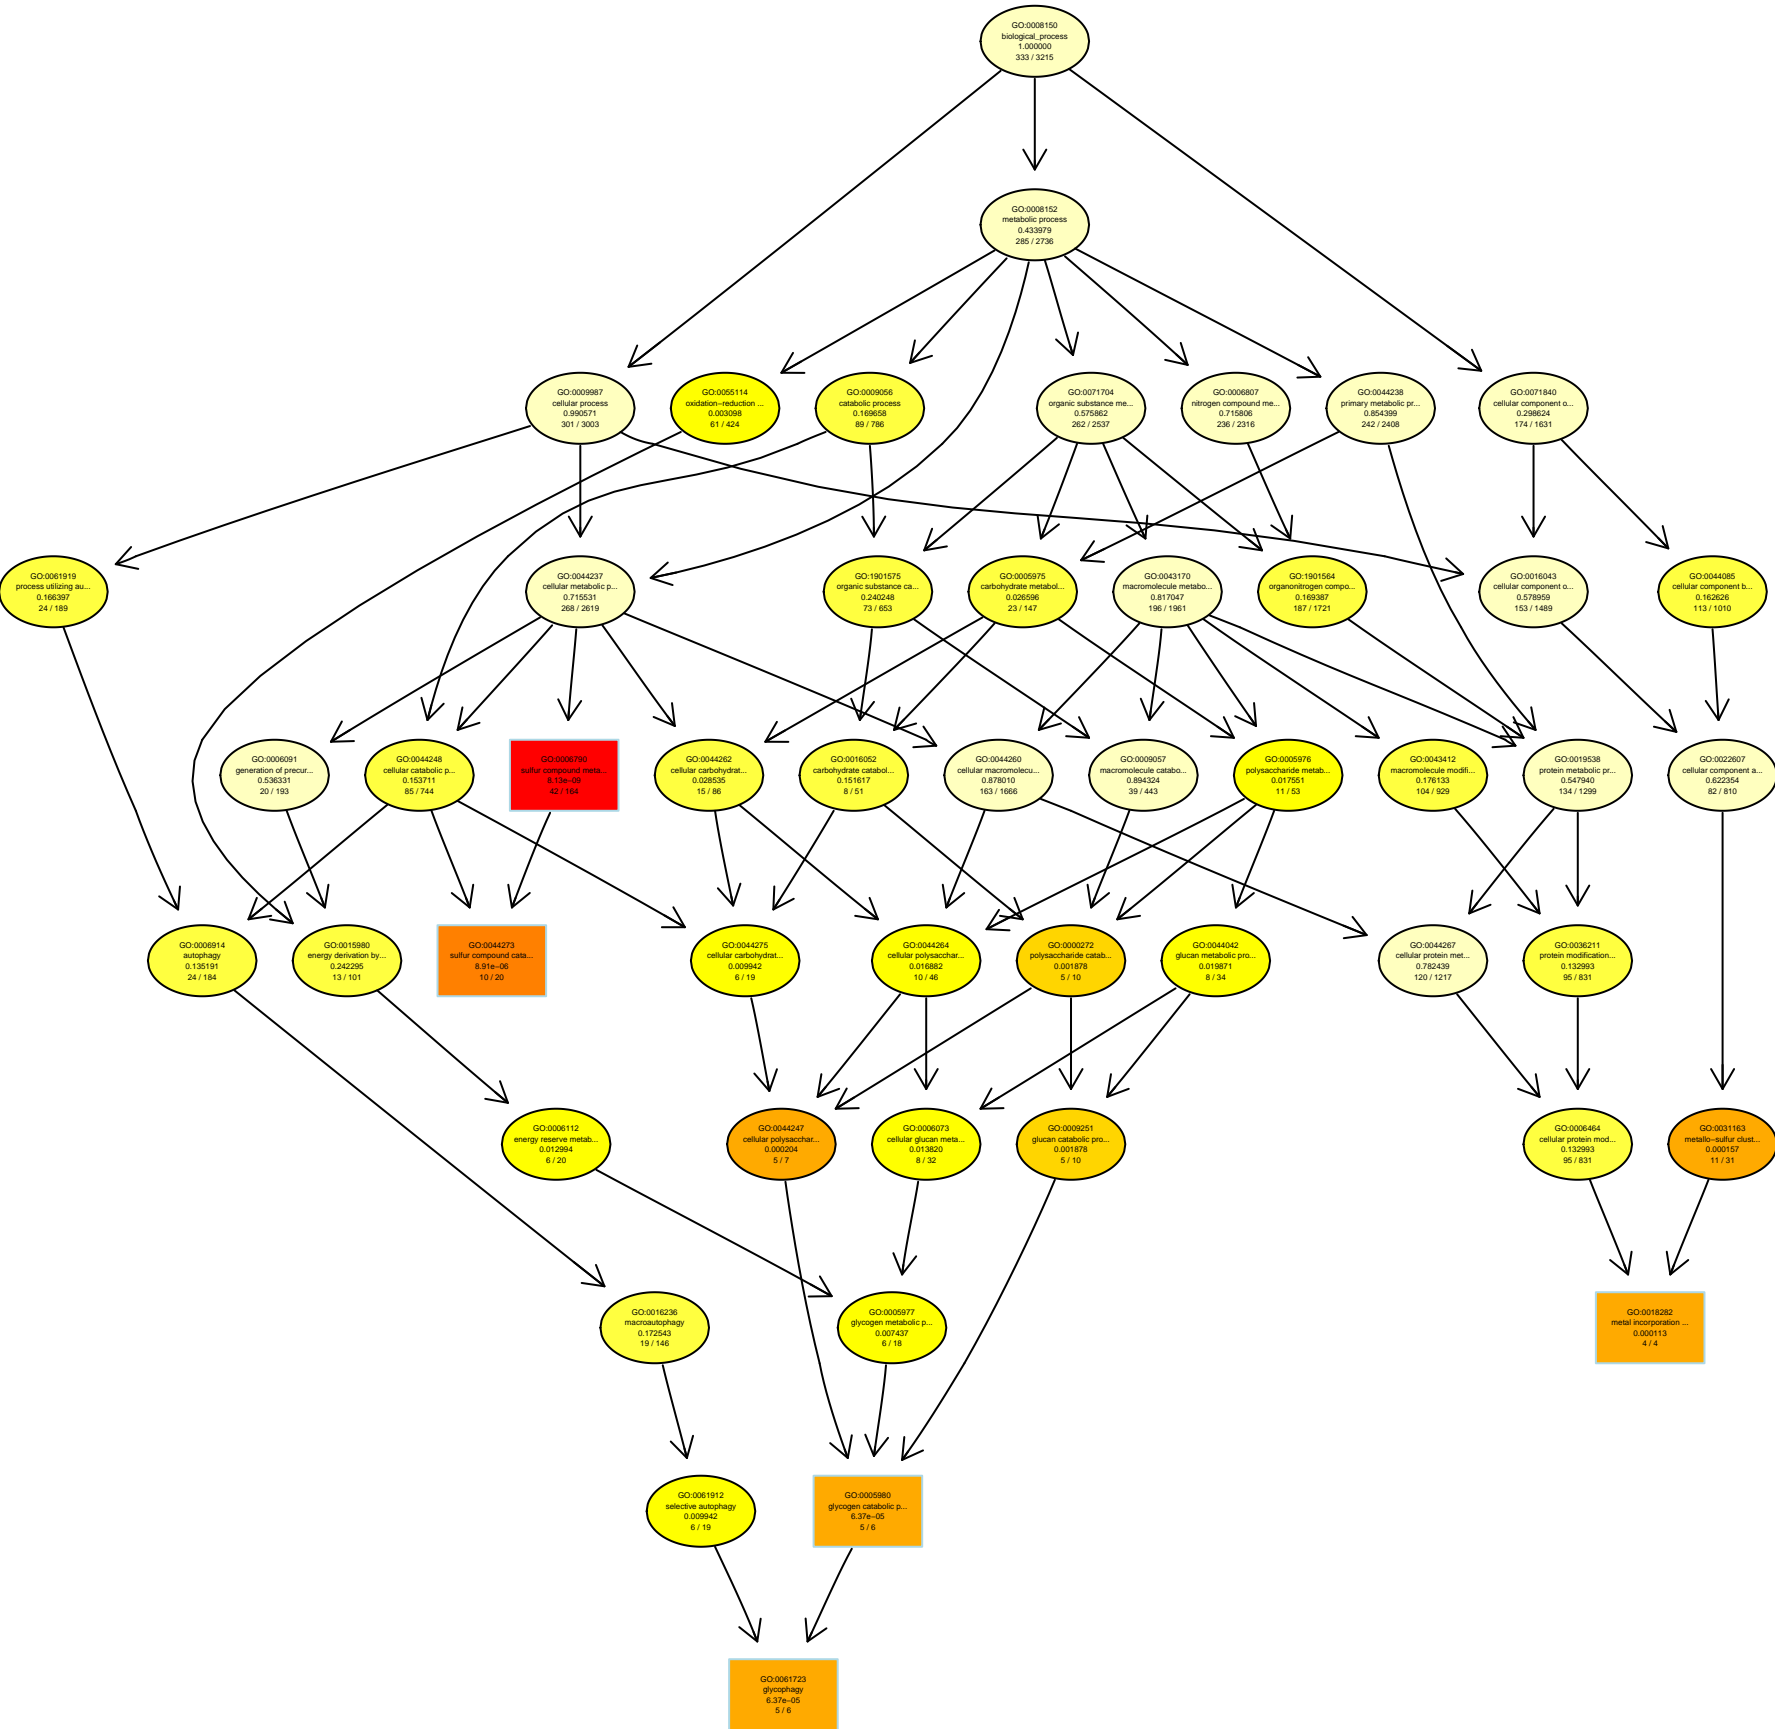 GO:0008150
biological_process
1.000000
333 / 3215
GO:0008152
metabolic process
0.433979
285 / 2736
GO:0009987
cellular process
0.990571
301 / 3003
GO:0055114
oxidation−reduction ...
0.003098
61 / 424
GO:0009056
catabolic process
0.169658
89 / 786
GO:0071704
organic substance me...
0.575862
262 / 2537
GO:0006807
nitrogen compound me...
0.715806
236 / 2316
GO:0044238
primary metabolic pr...
0.854399
242 / 2408
GO:0071840
cellular component o...
0.298624
174 / 1631
GO:0061919
process utilizing au...
0.166397
24 / 189
GO:0044237
cellular metabolic p...
0.715531
268 / 2619
GO:1901575
organic substance ca...
0.240248
73 / 653
GO:0005975
carbohydrate metabol...
0.026596
23 / 147
GO:0043170
macromolecule metabo...
0.817047
196 / 1961
GO:1901564
organonitrogen compo...
0.169387
187 / 1721
GO:0016043
cellular component o...
0.578959
153 / 1489
GO:0044085
cellular component b...
0.162626
113 / 1010
GO:0006091
generation of precur...
0.536331
20 / 193
GO:0044248
cellular catabolic p...
0.153711
85 / 744
GO:0006790
sulfur compound meta...
8.13e−09
42 / 164
GO:0044262
cellular carbohydrat...
0.028535
15 / 86
GO:0016052
carbohydrate catabol...
0.151617
8 / 51
GO:0044260
cellular macromolecu...
0.878010
163 / 1666
GO:0009057
macromolecule catabo...
0.894324
39 / 443
GO:0005976
polysaccharide metab...
0.017551
11 / 53
GO:0043412
macromolecule modifi...
0.176133
104 / 929
GO:0019538
protein metabolic pr...
0.547940
134 / 1299
GO:0022607
cellular component a...
0.622354
82 / 810
GO:0006914
autophagy
0.135191
24 / 184
GO:0015980
energy derivation by...
0.242295
13 / 101
GO:0044273
sulfur compound cata...
8.91e−06
10 / 20
GO:0044275
cellular carbohydrat...
0.009942
6 / 19
GO:0044264
cellular polysacchar...
0.016882
10 / 46
GO:0000272
polysaccharide catab...
0.001878
5 / 10
GO:0044042
glucan metabolic pro...
0.019871
8 / 34
GO:0044267
cellular protein met...
0.782439
120 / 1217
GO:0036211
protein modification...
0.132993
95 / 831
GO:0006112
energy reserve metab...
0.012994
6 / 20
GO:0044247
cellular polysacchar...
0.000204
5 / 7
GO:0006073
cellular glucan meta...
0.013820
8 / 32
GO:0009251
glucan catabolic pro...
0.001878
5 / 10
GO:0006464
cellular protein mod...
0.132993
95 / 831
GO:0031163
metallo−sulfur clust...
0.000157
11 / 31
GO:0016236
macroautophagy
0.172543
19 / 146
GO:0005977
glycogen metabolic p...
0.007437
6 / 18
GO:0018282
metal incorporation ...
0.000113
4 / 4
GO:0061912
selective autophagy
0.009942
6 / 19
GO:0005980
glycogen catabolic p...
6.37e−05
5 / 6
GO:0061723
glycophagy
6.37e−05
5 / 6